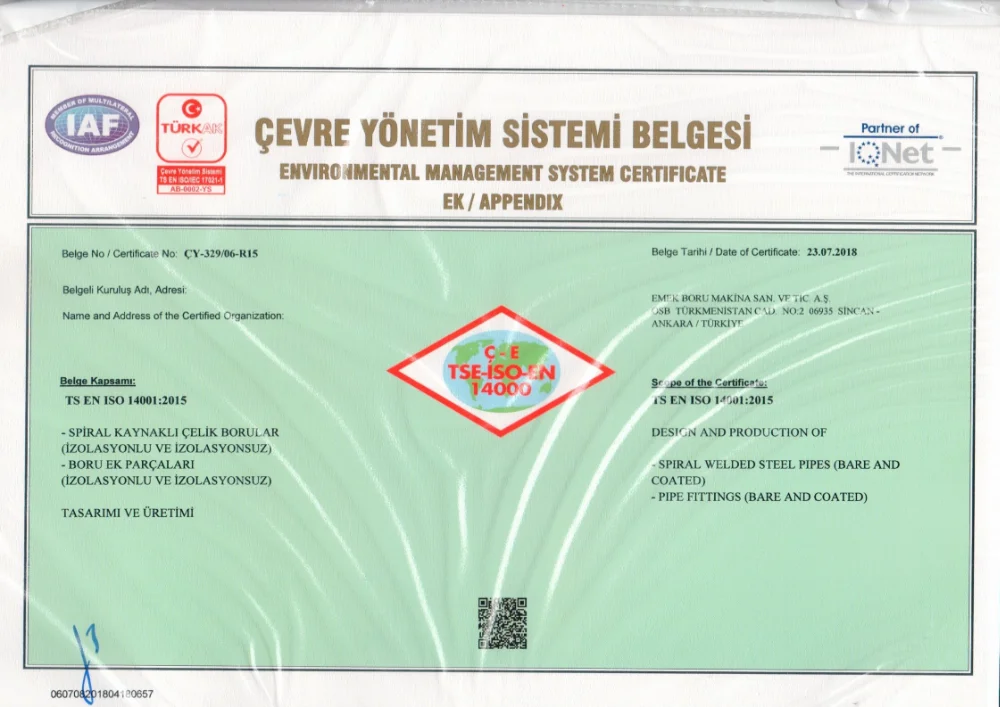 MEMBER OF MULTILATERAL
IAF
RECOGNITION ARRANGEMENT
TÜRKAK
Çevre Yönetim Sistemi
TS EN ISO/IEC 17021-1
AB-0002-YS
ÇEVRE YÖNETİM SİSTEMİ BELGESİ
ENVIRONMENTAL MANAGEMENT SYSTEM CERTIFICATE
EK / APPENDIX
Partner of
IQNet
THE INTERNATIONAL CERTIFICATION NETWORK
Belge No / Certificate No: ÇY-329/06-R15
Belge Tarihi / Date of Certificate: 23.07.2018
Belgeli Kuruluş Adı, Adresi:
Name and Address of the Certified Organization:
EMEK BORU MAKİNA SAN. VE TİC. A.Ş.
OSB TÜRKMENİSTAN CAD. NO:2 06935 SİNCAN -
ANKARA / TÜRKİYE
Ç - E
TSE-ISO-EN
14000
Belge Kapsamı:
TS EN ISO 14001:2015
- SPİRAL KAYNAKLI ÇELİK BORULAR
(İZOLASYONLU VE İZOLASYONSUZ)
- BORU EK PARÇALARI
(İZOLASYONLU VE İZOLASYONSUZ)
TASARIMI VE ÜRETİMİ
Scope of the Certificate:
TS EN ISO 14001:2015
DESIGN AND PRODUCTION OF
- SPIRAL WELDED STEEL PIPES (BARE AND
COATED)
- PIPE FITTINGS (BARE AND COATED)
060708201804180657